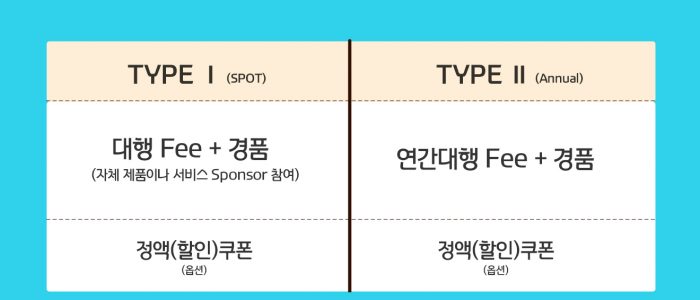 TYPE Ⅰ (SPOT)
TYPE Ⅱ (Annual)
대행 Fee + 경품
(자체 제품이나 서비스 Sponsor 참여)
연간대행 Fee + 경품
정액(할인)쿠폰
(옵션)
정액(할인)쿠폰
(옵션)